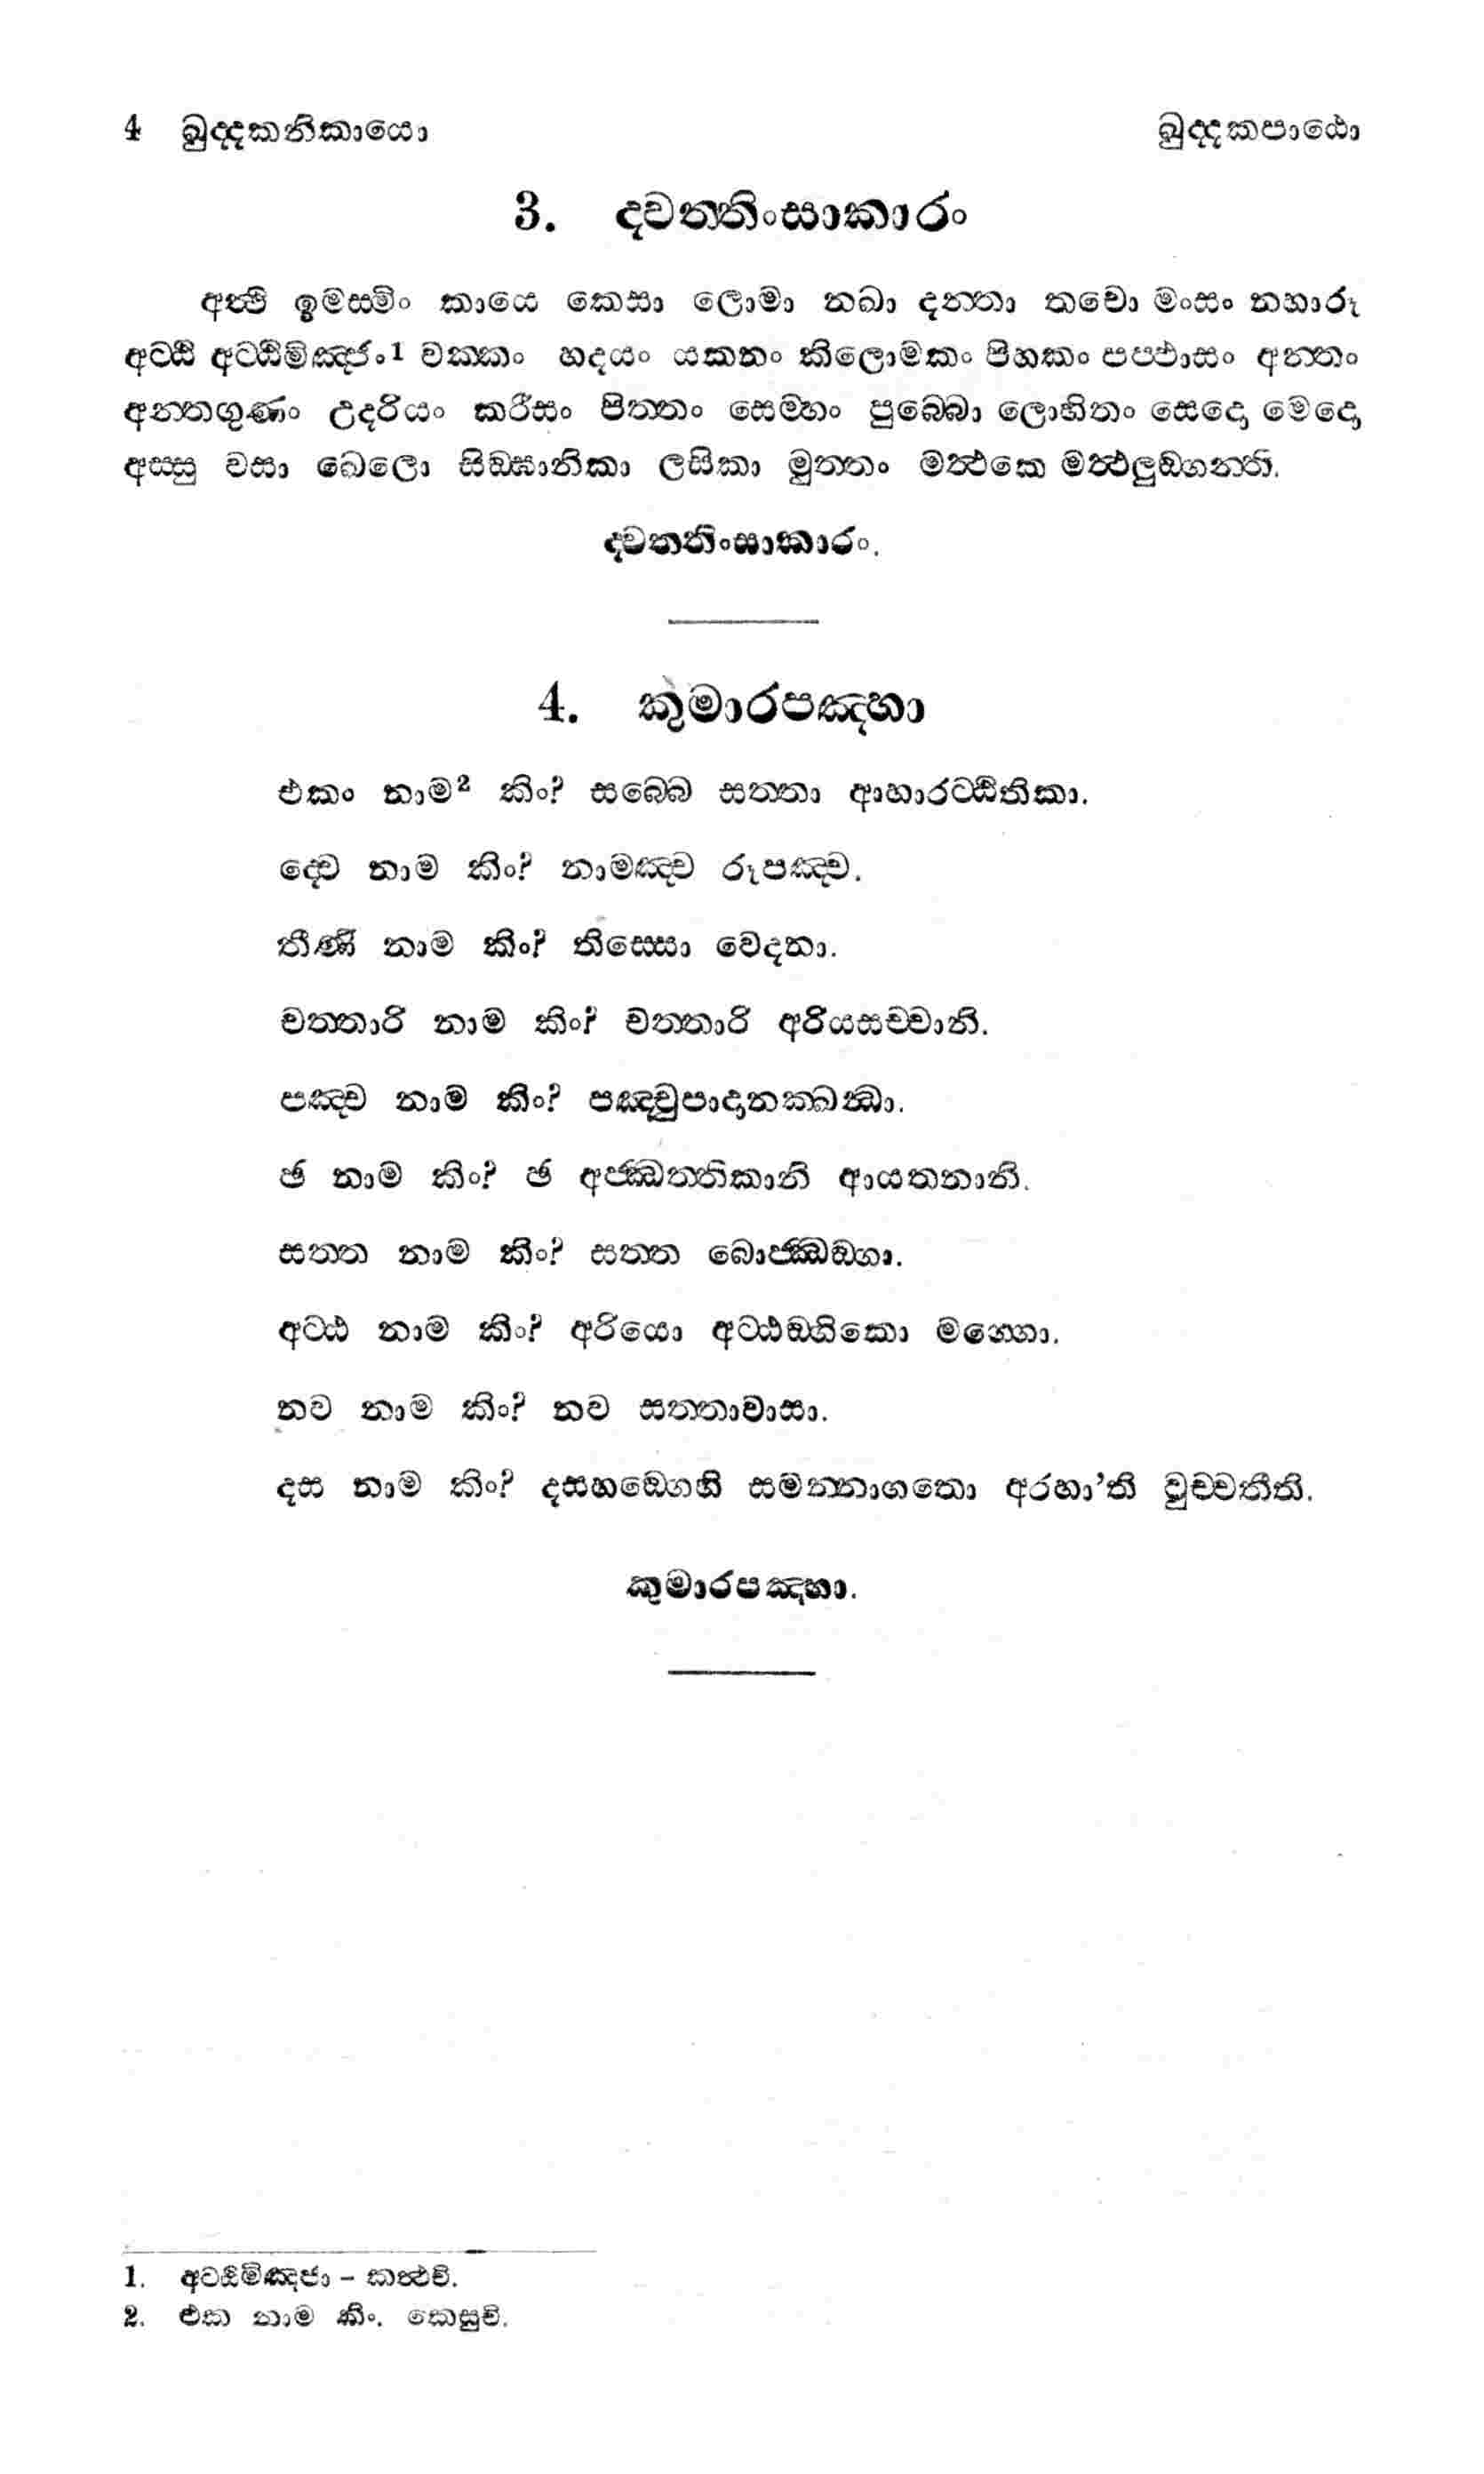 4 ඛුද්දකනිකායො ඛුද්දකපාඨො
3. ද්වත්තිංසාකාරං
අත්ථි ඉමස්මිං කායෙ කෙසා ලොමා නඛා දන්තා තචො මංසං නහාරූ
අට්ඨි අට්ඨිමිඤ්ජං1 වක්කං හදයං යකනං කිලොමකං පිහකං පප්ඵාසං අන්තං
අන්තගුණං උදරියං කරීසං පිත්තං සෙම්හං පුබ්බො ලොහිතං සෙදො මෙදො
අස්සු වසා ඛෙලො සිඞ්ඝානිකා ලසිකා මුත්තං මත්ථකෙ මත්ථලුඞ්ගන්ති.
ද්වත්තිංසාකාරං.
4. කුමාරපඤ්හා
එකං නාම2 කිං? සබ්බෙ සත්තා ආහාරට්ඨිතිකා.
ද්වෙ නාම කිං? නාමඤ්ච රූපඤ්ච.
තීණි නාම කිං? තිස්සො වෙදනා.
චත්තාරි නාම කිං? චත්තාරි අරියසච්චානි.
පඤ්ච නාම කිං? පඤ්චුපාදානක්ඛන්ධා.
ඡ නාම කිං? ඡ අජ්ඣත්තිකානි ආයතනානි.
සත්ත නාම කිං? සත්ත බොජ්ඣඞ්ගා.
අට්ඨ නාම කිං? අරියො අට්ඨඞ්ගිකො මග්ගො.
නව නාම කිං? නව සත්තාවාසා.
දස නාම කිං? දසහඞ්ගෙහි සමන්නාගතො අරහා’ති වුච්චතීති.
කුමාරපඤ්හා.
1. අට්ඨිමිඤ්ජා - කත්ථචි.
2. එක නාම කිං. කෙසුචි.